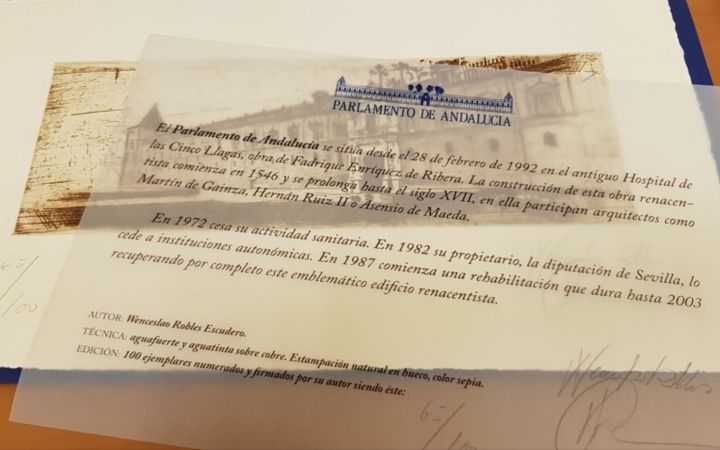 PARLAMENTO DE ANDALUCIA
El Parlamento de Andalucía se sitúa desde el 28 de febrero de 1992 en el antiguo Hospital de
las Cinco Llagas, obra de Fadrique Enríquez de Ribera. La construcción de esta obra renacen-
tista comienza en 1546 y se prolonga hasta el siglo XVII, en ella participan arquitectos como
Martín de Gainza, Hernán Ruiz II o Asensio de Maeda.
En 1972 cesa su actividad sanitaria. En 1982 su propietario, la diputación de Sevilla, lo
cede a instituciones autonómicas. En 1987 comienza una rehabilitación que dura hasta 2003
recuperando por completo este emblemático edificio renacentista.
AUTOR: Wenceslao Robles Escudero.
TÉCNICA: aguafuerte y aguatinta sobre cobre. Estampación natural en hueco, color sepia.
EDICIÓN: 100 ejemplares numerados y firmados por su autor siendo éste: